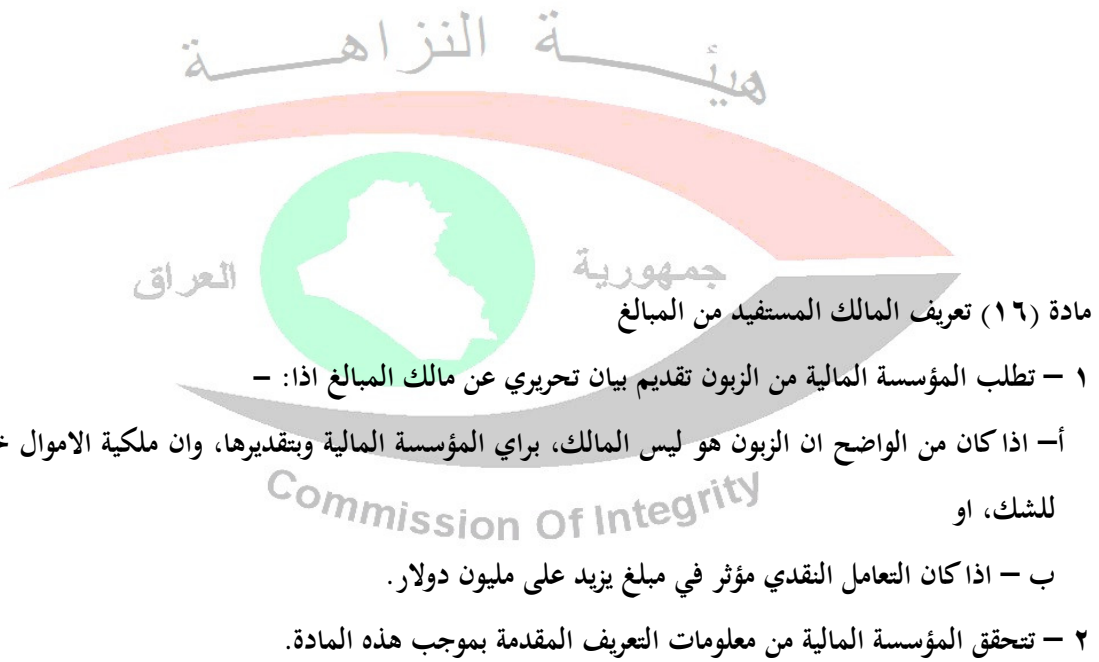 هيئــــة النزاهــــة
جمهورية العراق
مادة (١٦) تعريف المالك المستفيد من المبالغ
١ – تطلب المؤسسة المالية من الزبون تقديم بيان تحريري عن مالك المبالغ اذا: –
أ– اذا كان من الواضح ان الزبون هو ليس المالك، براي المؤسسة المالية وبتقديرها، وان ملكية الاموال
Commission Of Integrity
للشك، او
ب – اذا كان التعامل النقدي مؤثر في مبلغ يزيد على مليون دولار.
٢ – تتحقق المؤسسة المالية من معلومات التعريف المقدمة بموجب هذه المادة.